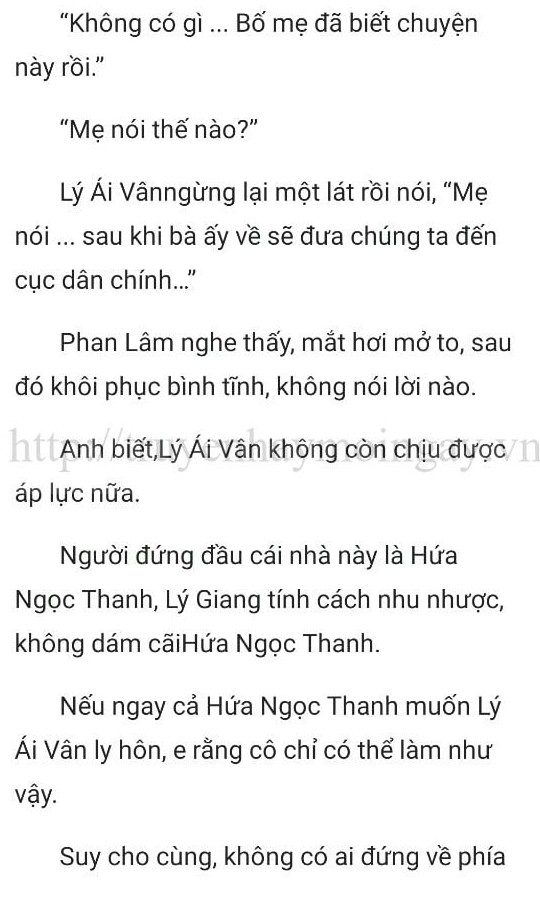 “Không có gì ... Bố mẹ đã biết chuyện
này rồi.”
“Mẹ nói thế nào?”
Lý Ái Vânngừng lại một lát rồi nói, “Mẹ
nói ... sau khi bà ấy về sẽ đưa chúng ta đến
cục dân chính...”
Phan Lâm nghe thấy, mắt hơi mở to, sau
đó khôi phục bình tĩnh, không nói lời nào.
http://truyenhaymoingay.vn
Anh biết,Lý Ái Vân không còn chịu được
áp lực nữa.
Người đứng đầu cái nhà này là Hứa
Ngọc Thanh, Lý Giang tính cách nhu nhược,
không dám cãiHứa Ngọc Thanh.
Nếu ngay cả Hứa Ngọc Thanh muốn Lý
Ái Vân ly hôn, e rằng cô chỉ có thể làm như
vậy.
Suy cho cùng, không có ai đứng về phía